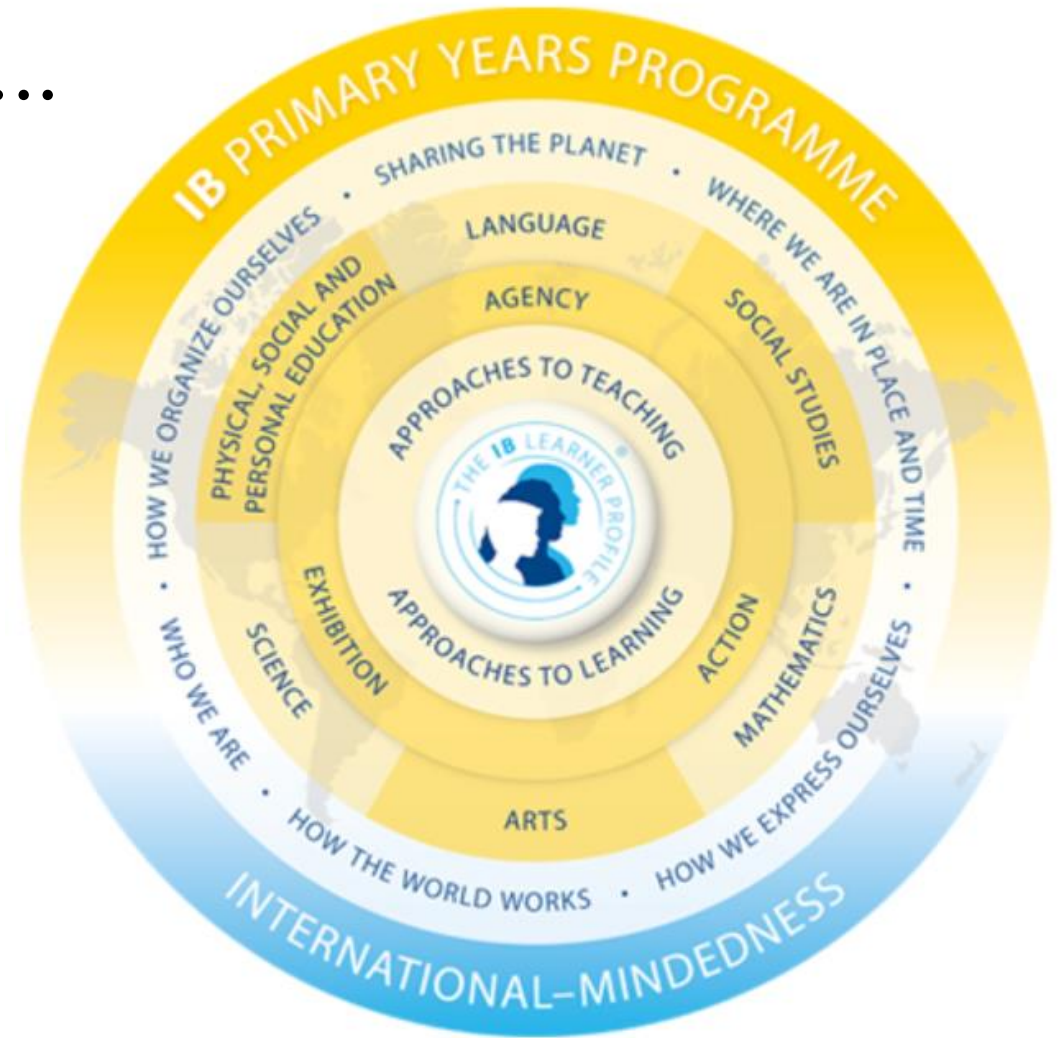 ...
IB PRIMARY YEARS PROGRAMME
SHARING THE PLANET • WHERE WE ARE IN PLACE AND TIME • HOW WE EXPRESS OURSELVES • HOW THE WORLD WORKS • WHO WE ARE • HOW WE ORGANIZE OURSELVES •
LANGUAGE
SOCIAL STUDIES
MATHEMATICS
ARTS
SCIENCE
PHYSICAL, SOCIAL AND
PERSONAL EDUCATION
AGENCY
ACTION
EXHIBITION
APPROACHES TO TEACHING
THE IB LEARNER PROFILE
®
APPROACHES TO LEARNING
INTERNATIONAL–MINDEDNESS